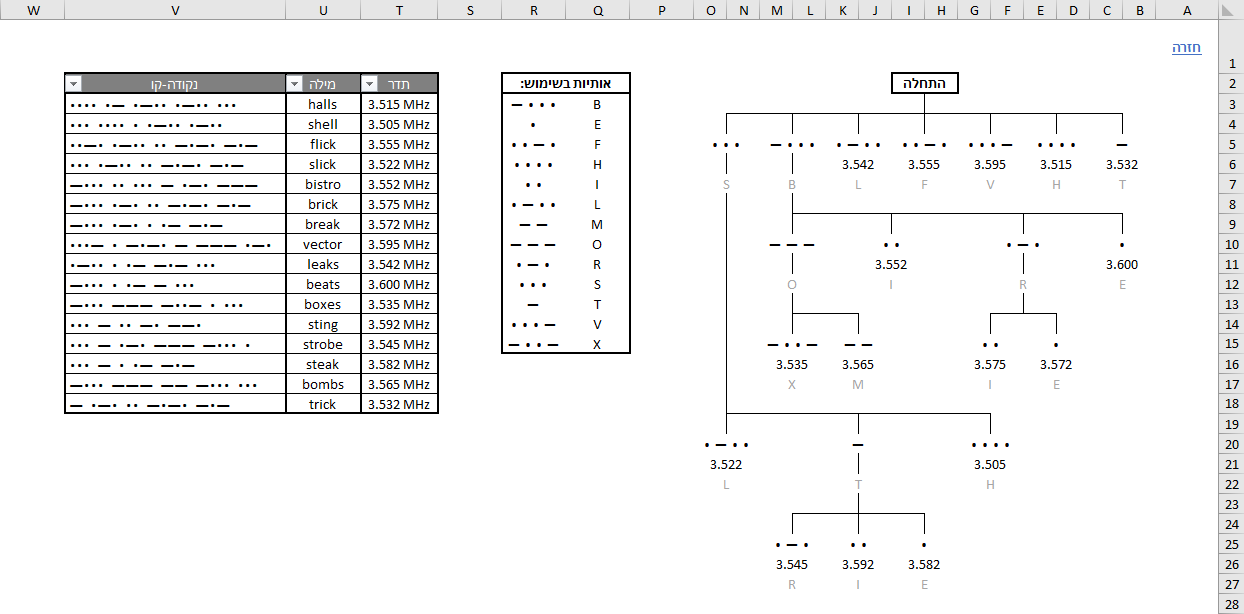 A B C D E F G H I J K L M N O P Q R S T U V W
1
2
3
4
5
6
7
8
9
10
11
12
13
14
15
16
17
18
19
20
21
22
23
24
25
26
27
28
חזרה
התחלה
••• —••• •—•• ••—• •••— •••• —
3.542 3.555 3.595 3.515 3.532
S B L F V H T
——— •• •—• •
3.552 3.600
O I R E
—••— —— •• •
3.535 3.565 3.575 3.572
X M I E
•—•• — ••••
3.522 3.505
L T H
•—• •• •
3.545 3.592 3.582
R I E
אותיות בשימוש:
—••• B
• E
••—• F
•••• H
•• I
•—•• L
—— M
——— O
•—• R
••• S
— T
•••— V
—••— X
תדר מילה נקודה-קו
•••• •— •—•• •—•• ••• halls 3.515 MHz
••• •••• • •—•• •—•• shell 3.505 MHz
••—• •—•• •• —•—• —•— flick 3.555 MHz
••• •—•• •• —•—• —•— slick 3.522 MHz
—••• •• ••• — •—• ——— bistro 3.552 MHz
—••• •—• •• —•—• —•— brick 3.575 MHz
—••• •—• • •— —•— break 3.572 MHz
•••— • —•—• — ——— •—• vector 3.595 MHz
•—•• • •— —•— ••• leaks 3.542 MHz
—••• • •— — ••• beats 3.600 MHz
—••• ——— —••— • ••• boxes 3.535 MHz
••• — •• —• ——• sting 3.592 MHz
••• — •—• ——— —••• • strobe 3.545 MHz
••• — • •— —•— steak 3.582 MHz
—••• ——— —— —••• ••• bombs 3.565 MHz
— •—• •• —•—• —•— trick 3.532 MHz